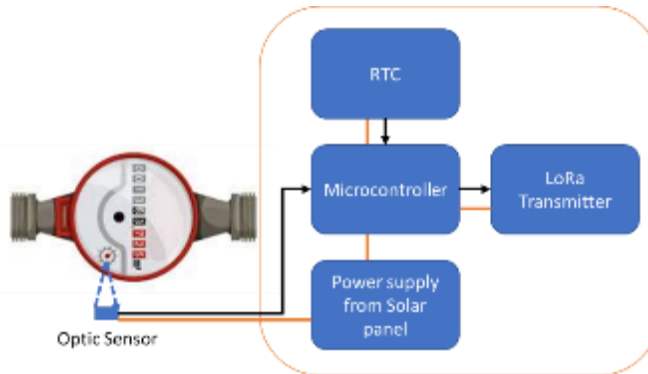 RTC
Microcontroller
LoRa
Transmitter
Power supply
from Solar
panel
Optic Sensor